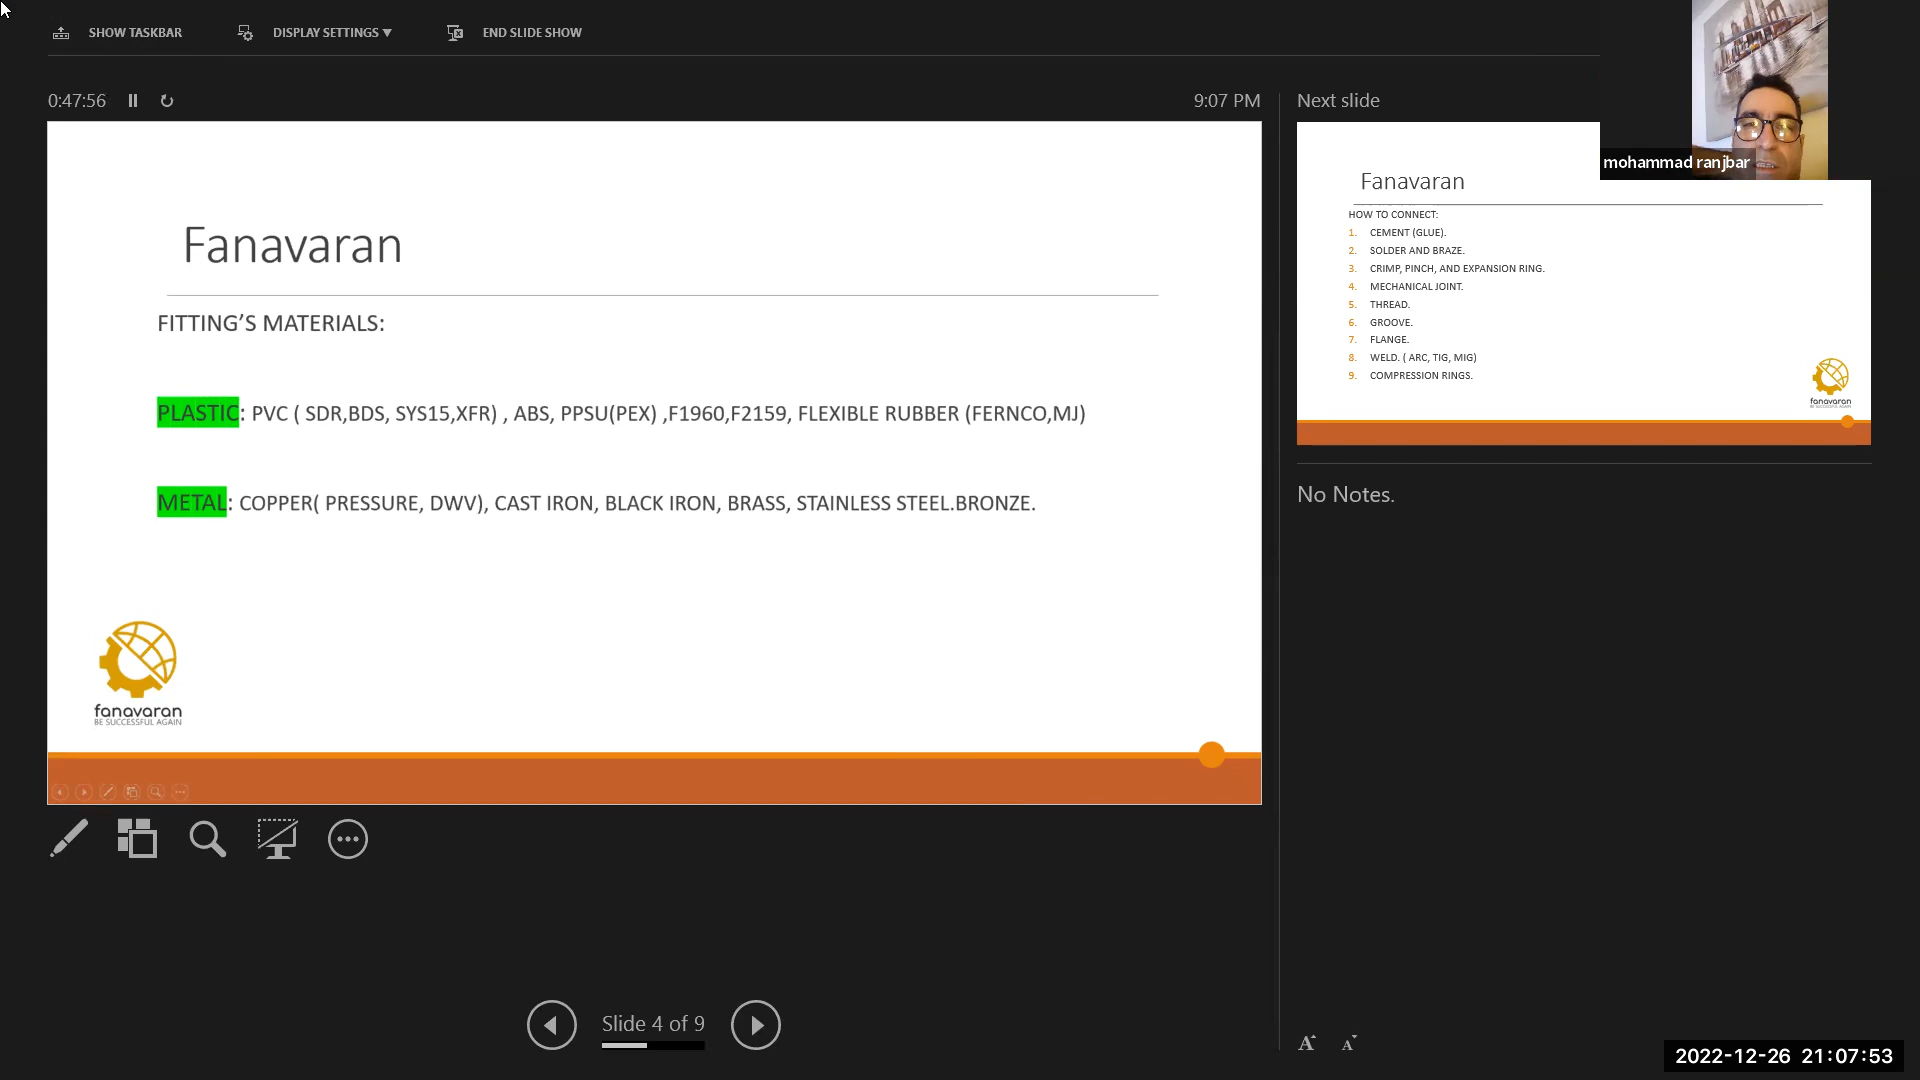 SHOW TASKBAR
DISPLAY SETTINGS ▼
END SLIDE SHOW
0:47:56
9:07 PM
Fanavaran
FITTING’S MATERIALS:
PLASTIC: PVC ( SDR,BDS, SYS15,XFR) , ABS, PPSU(PEX) ,F1960,F2159, FLEXIBLE RUBBER (FERNCO,MJ)
METAL: COPPER( PRESSURE, DWV), CAST IRON, BLACK IRON, BRASS, STAINLESS STEEL.BRONZE.
fanavaran
BE SUCCESSFUL AGAIN
Slide 4 of 9
Next slide
mohammad ranjbar
Fanavaran
HOW TO CONNECT:
1. CEMENT (GLUE).
2. SOLDER AND BRAZE.
3. CRIMP, PINCH, AND EXPANSION RING.
4. MECHANICAL JOINT.
5. THREAD.
6. GROOVE.
7. FLANGE.
8. WELD. ( ARC, TIG, MIG)
9. COMPRESSION RINGS.
fanavaran
BE SUCCESSFUL AGAIN
No Notes.
A A
2022-12-26 21:07:53